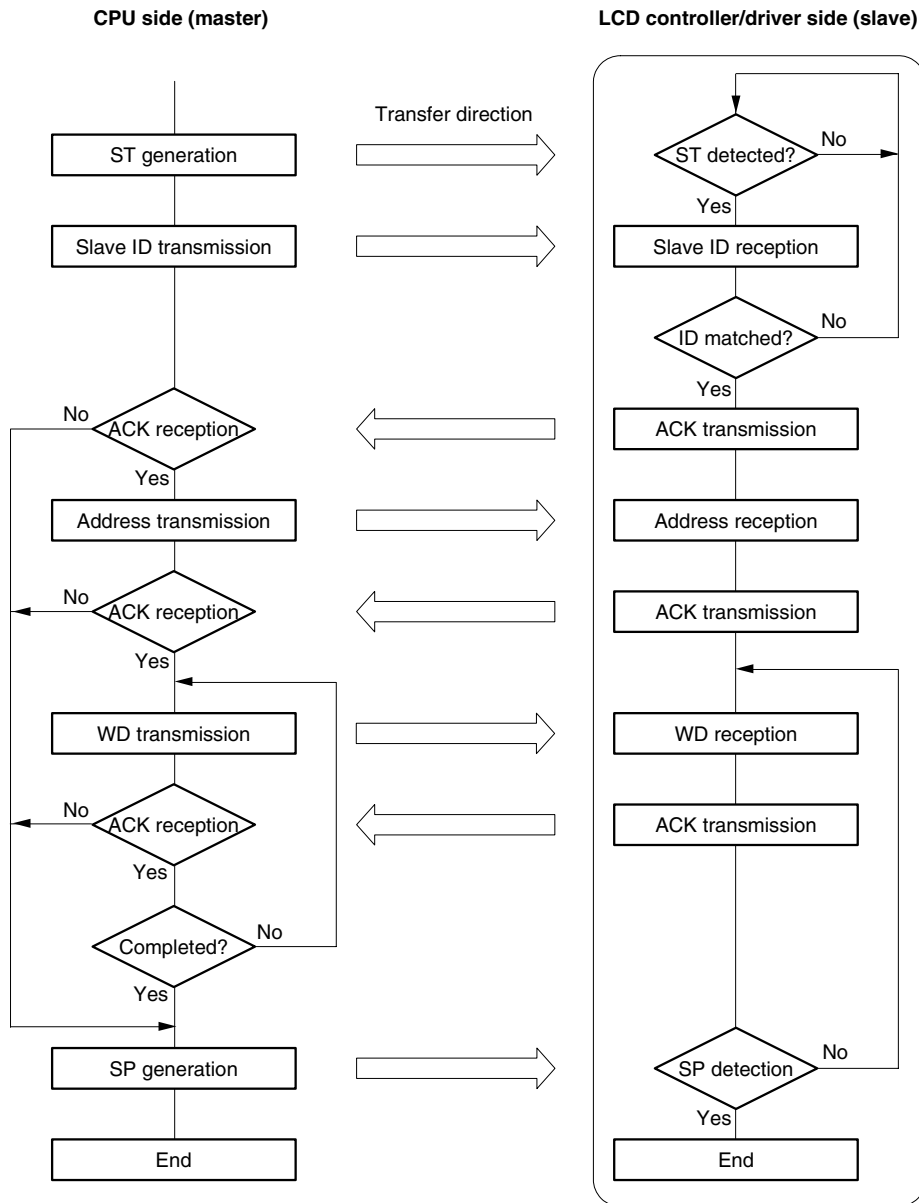 CPU side (master)
LCD controller/driver side (slave)
Transfer direction
ST generation
ST detected?
No
Yes
Slave ID transmission
Slave ID reception
ID matched?
No
Yes
No
ACK reception
ACK transmission
Yes
Address transmission
Address reception
No
ACK reception
ACK transmission
Yes
WD transmission
WD reception
No
ACK reception
ACK transmission
Yes
Completed?
No
Yes
SP generation
SP detection
No
Yes
End
End